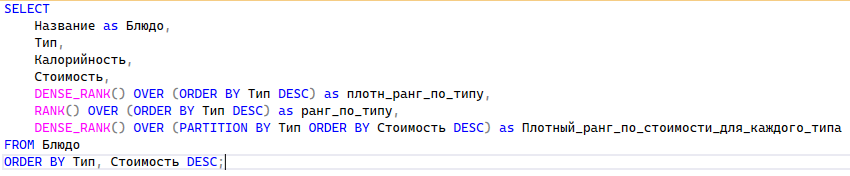 SELECT
Название as Блюдо,
Тип,
Калорийность,
Стоимость,
DENSE_RANK() OVER (ORDER BY Тип DESC) as плотн_ранг_по_типу,
RANK() OVER (ORDER BY Тип DESC) as ранг_по_типу,
DENSE_RANK() OVER (PARTITION BY Тип ORDER BY Стоимость DESC) as Плотный_ранг_по_стоимости_для_каждого_типа
FROM Блюдо
ORDER BY Тип, Стоимость DESC;